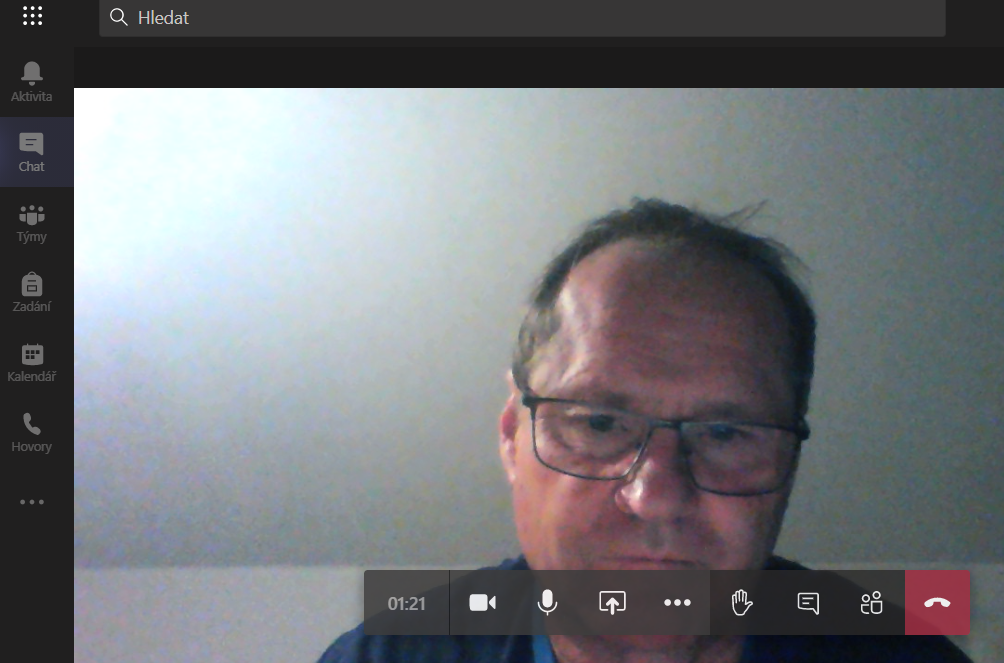 Hledat
Aktivita
Chat
Týmy
Zadání
Kalendář
Hovory
01:21